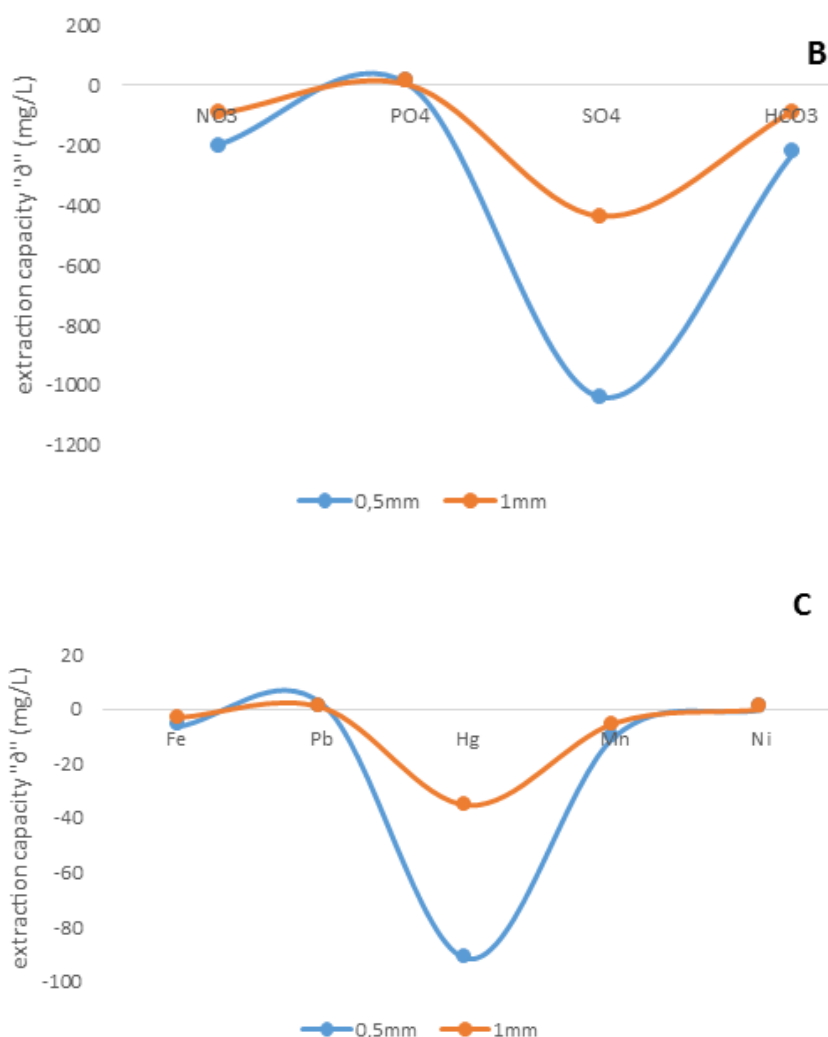 B
extraction capacity "∂" (mg/L)
200
0
-200
-400
-600
-800
-1000
-1200
NO3 PO4 SO4 HCO3
0,5mm 1mm
C
extraction capacity "∂" (mg/L)
20
0
-20
-40
-60
-80
-100
Fe Pb Hg Mn Ni
0.5mm 1mm